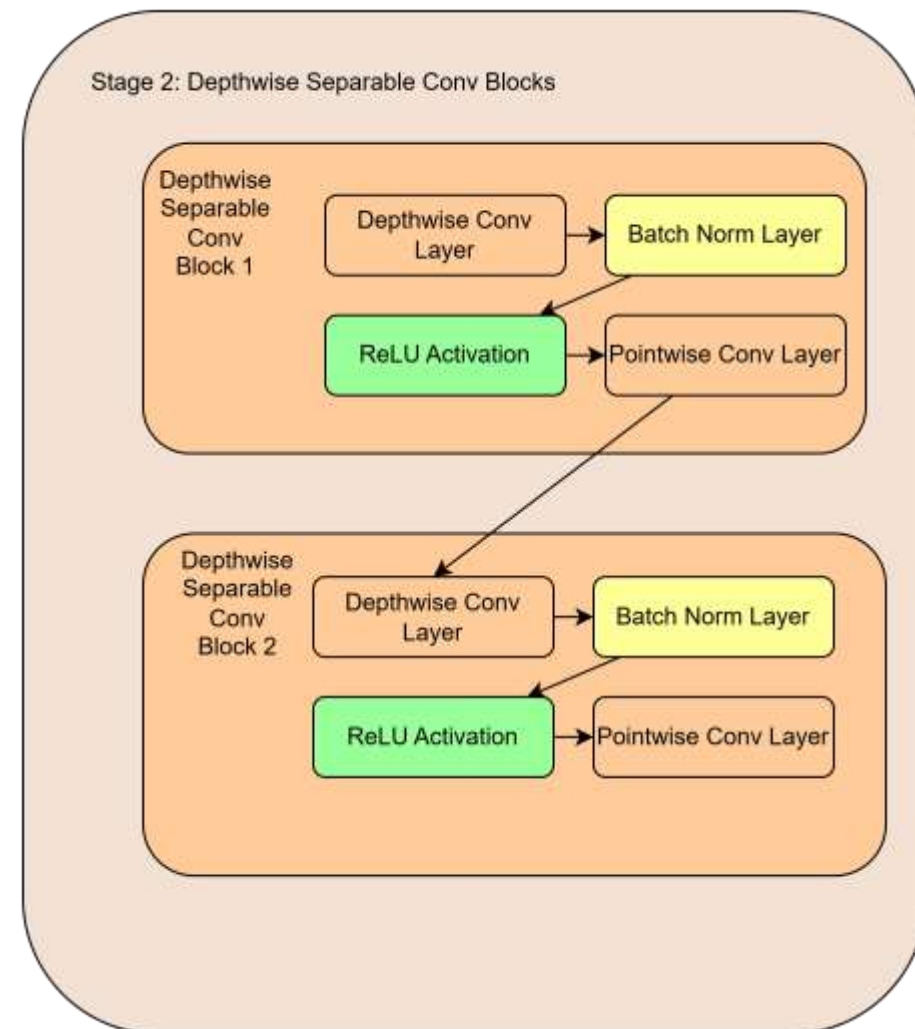 Stage 2: Depthwise Separable Conv Blocks
Depthwise
Separable
Conv
Block 1
Depthwise Conv
Layer
Batch Norm Layer
ReLU Activation
Pointwise Conv Layer
Depthwise
Separable
Conv
Block 2
Depthwise Conv
Layer
Batch Norm Layer
ReLU Activation
Pointwise Conv Layer